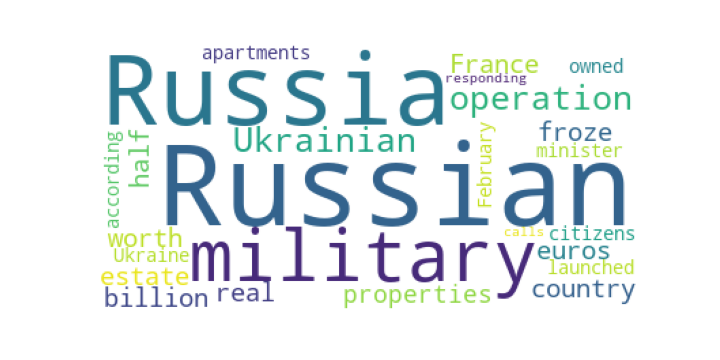 apartments
France
owned
Russia
responding
operation
according
half
Ukrainian
February
froze
minister
Russian
worth
military
calls
citizens
Ukraine
euros
estate
launched
billion
real
properties
country